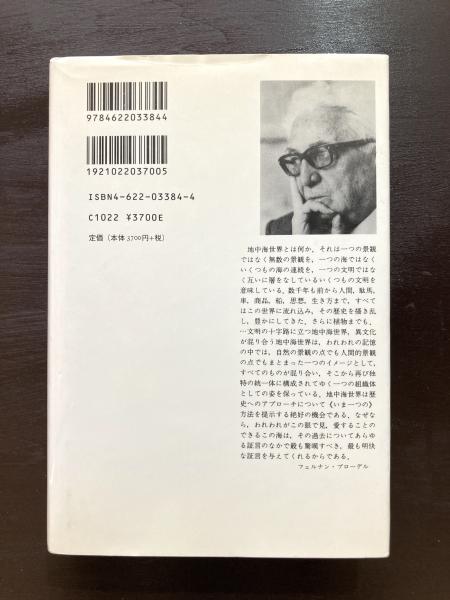 9784622033844
1921022037005
ISBN4-622-03384-4
C1022 ¥3700E
定価（本体 3700円+税）
地中海世界とは何か。それは一つの景観
ではなく無数の景観を、一つの海ではなく
いくつもの海の連続を、一つの文明ではな
く互いに層をなしているいくつもの文明を
意味している。数千年も前から人間、駄馬、
車、商品、船、思想、生き方まで、すべて
はこの世界に流れ込み、その歴史を掻き乱
し、豊かにしてきた。さらに植物までも。
…文明の十字路に立つ地中海世界、異文化
が混り合う地中海世界は、われわれの記憶
の中では、自然の景観の点でも人間的景観
の点でもまとまった一つのイメージとして、
すべてのものが混り合い、そこから再び独
特の統一体に構成されてゆく一つの組織体
としての姿を保っている。地中海世界は歴
史へのアプローチについて《いま一つの》
方法を提示する絶好の機会である。なぜな
ら、われわれがこの眼で見、愛することの
できるこの海は、その過去についてあらゆ
る証言のなかで最も驚嘆すべき、最も明快
な証言を与えてくれるからである。
フェルナン・ブローデル